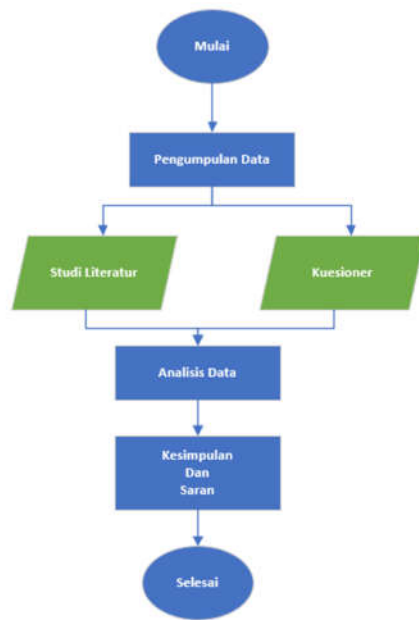 Mulai
Pengumpulan Data
Studi Literatur
Kuesioner
Analisis Data
Kesimpulan
Dan
Saran
Selesai